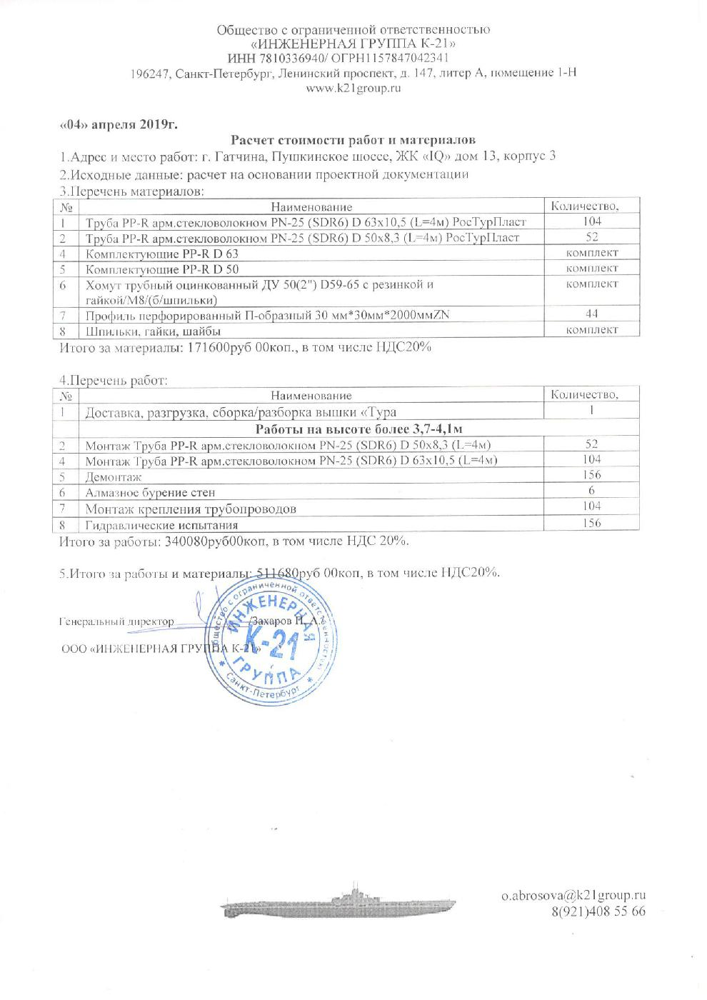 Общество с ограниченной ответственностью
«ИНЖЕНЕРНАЯ ГРУППА К-21»
ИНН 7810336940/ ОГРН1157847042341
196247, Санкт-Петербург, Ленинский проспект, д. 147, литер А, помещение 1-Н
www.k21group.ru
«04» апреля 2019г.
Расчет стоимости работ и материалов
1.Адрес и место работ: г. Гатчина, Пушкинское шоссе, ЖК «IQ» дом 13, корпус 3
2.Исходные данные: расчет на основании проектной документации
3.Перечень материалов:
№ Наименование Количество,
1 Труба PP-R арм.стекловолокном PN-25 (SDR6) D 63х10,5 (L=4м) РосТурПласт 104
2 Труба PP-R арм.стекловолокном PN-25 (SDR6) D 50х8,3 (L=4м) РосТурПласт 52
4 Комплектующие PP-R D 63 комплект
5 Комплектующие PP-R D 50 комплект
6 Хомут трубный оцинкованный ДУ 50(2") D59-65 с резинкой и комплект
гайкой/М8/(б/шпильки)
7 Профиль перфорированный П-образный 30 мм*30мм*2000ммZN 44
8 Шпильки, гайки, шайбы комплект
Итого за материалы: 171600руб 00коп., в том числе НДС20%
4.Перечень работ:
№ Наименование Количество,
1 Доставка, разгрузка, сборка/разборка вышки «Тура 1
Работы на высоте более 3,7-4,1м
2 Монтаж Труба PP-R арм.стекловолокном PN-25 (SDR6) D 50х8,3 (L=4м) 52
4 Монтаж Труба PP-R арм.стекловолокном PN-25 (SDR6) D 63х10,5 (L=4м) 104
5 Демонтаж 156
6 Алмазное бурение стен 6
7 Монтаж крепления трубопроводов 104
8 Гидравлические испытания 156
Итого за работы: 340080руб00коп, в том числе НДС 20%.
5.Итого за работы и материалы: 511680руб 00коп, в том числе НДС20%.
Генеральный директор /Захаров П. А./
ООО «ИНЖЕНЕРНАЯ ГРУППА К-21»
Общество с ограниченной ответственностью
ИНЖЕНЕРНАЯ
К-21
ГРУППА
* Санкт-Петербург *
o.abrosova@k21group.ru
8(921)408 55 66